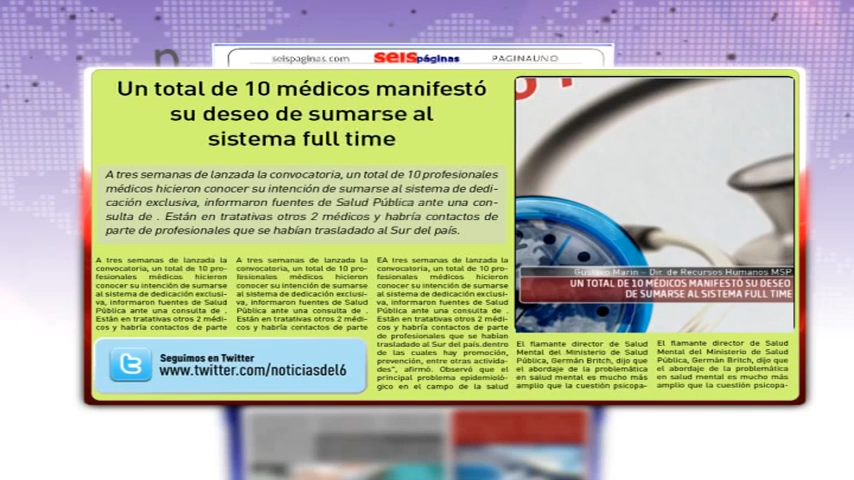 seispaginas.com
seis páginas
PAGINAUNO
Un total de 10 médicos manifestó
su deseo de sumarse al
sistema full time
A tres semanas de lanzada la convocatoria, un total de 10 profesionales
médicos hicieron conocer su intención de sumarse al sistema de dedi-
cación exclusiva, informaron fuentes de Salud Pública ante una con-
sulta de . Están en tratativas otros 2 médicos y habría contactos de
parte de profesionales que se habían trasladado al Sur del país.
A tres semanas de lanzada la
convocatoria, un total de 10 pro-
fesionales médicos hicieron
conocer su intención de sumarse
al sistema de dedicación exclusi-
va, informaron fuentes de Salud
Pública ante una consulta de .
Están en tratativas otros 2 médi-
cos y habría contactos de parte
A tres semanas de lanzada la
convocatoria, un total de 10 pro-
fesionales médicos hicieron
conocer su intención de sumarse
al sistema de dedicación exclusi-
va, informaron fuentes de Salud
Pública ante una consulta de .
Están en tratativas otros 2 médi-
cos y habría contactos de parte
EA tres semanas de lanzada la
convocatoria, un total de 10 pro-
fesionales médicos hicieron
conocer su intención de sumarse
al sistema de dedicación exclusi-
va, informaron fuentes de Salud
Pública ante una consulta de .
Están en tratativas otros 2 médi-
cos y habría contactos de parte
de profesionales que se habían
trasladado al Sur del país.dentro
de las cuales hay promoción,
prevención, entre otras activida-
des", afirmó. Observó que el
principal problema epidemioló-
gico en el campo de la salud
Gustavo Marin - Dir. de Recursos Humanos MSP
UN TOTAL DE 10 MÉDICOS MANIFESTÓ SU DESEO
DE SUMARSE AL SISTEMA FULL TIME
El flamante director de Salud
Mental del Ministerio de Salud
Pública, Germán Britch, dijo que
el abordaje de la problemática
en salud mental es mucho más
amplio que la cuestión psicopa-
El flamante director de Salud
Mental del Ministerio de Salud
Pública, Germán Britch, dijo que
el abordaje de la problemática
en salud mental es mucho más
amplio que la cuestión psicopa-
Seguimos en Twitter
www.twitter.com/noticiasdel6